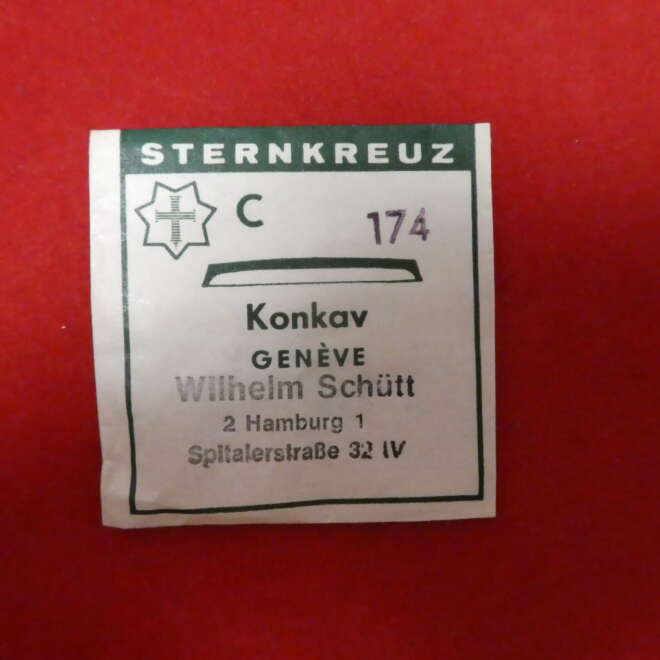 STERNKREUZ
C 174
Konkav
GENÈVE
Wilhelm Schütt
2 Hamburg 1
Spitalerstraße 32 IV